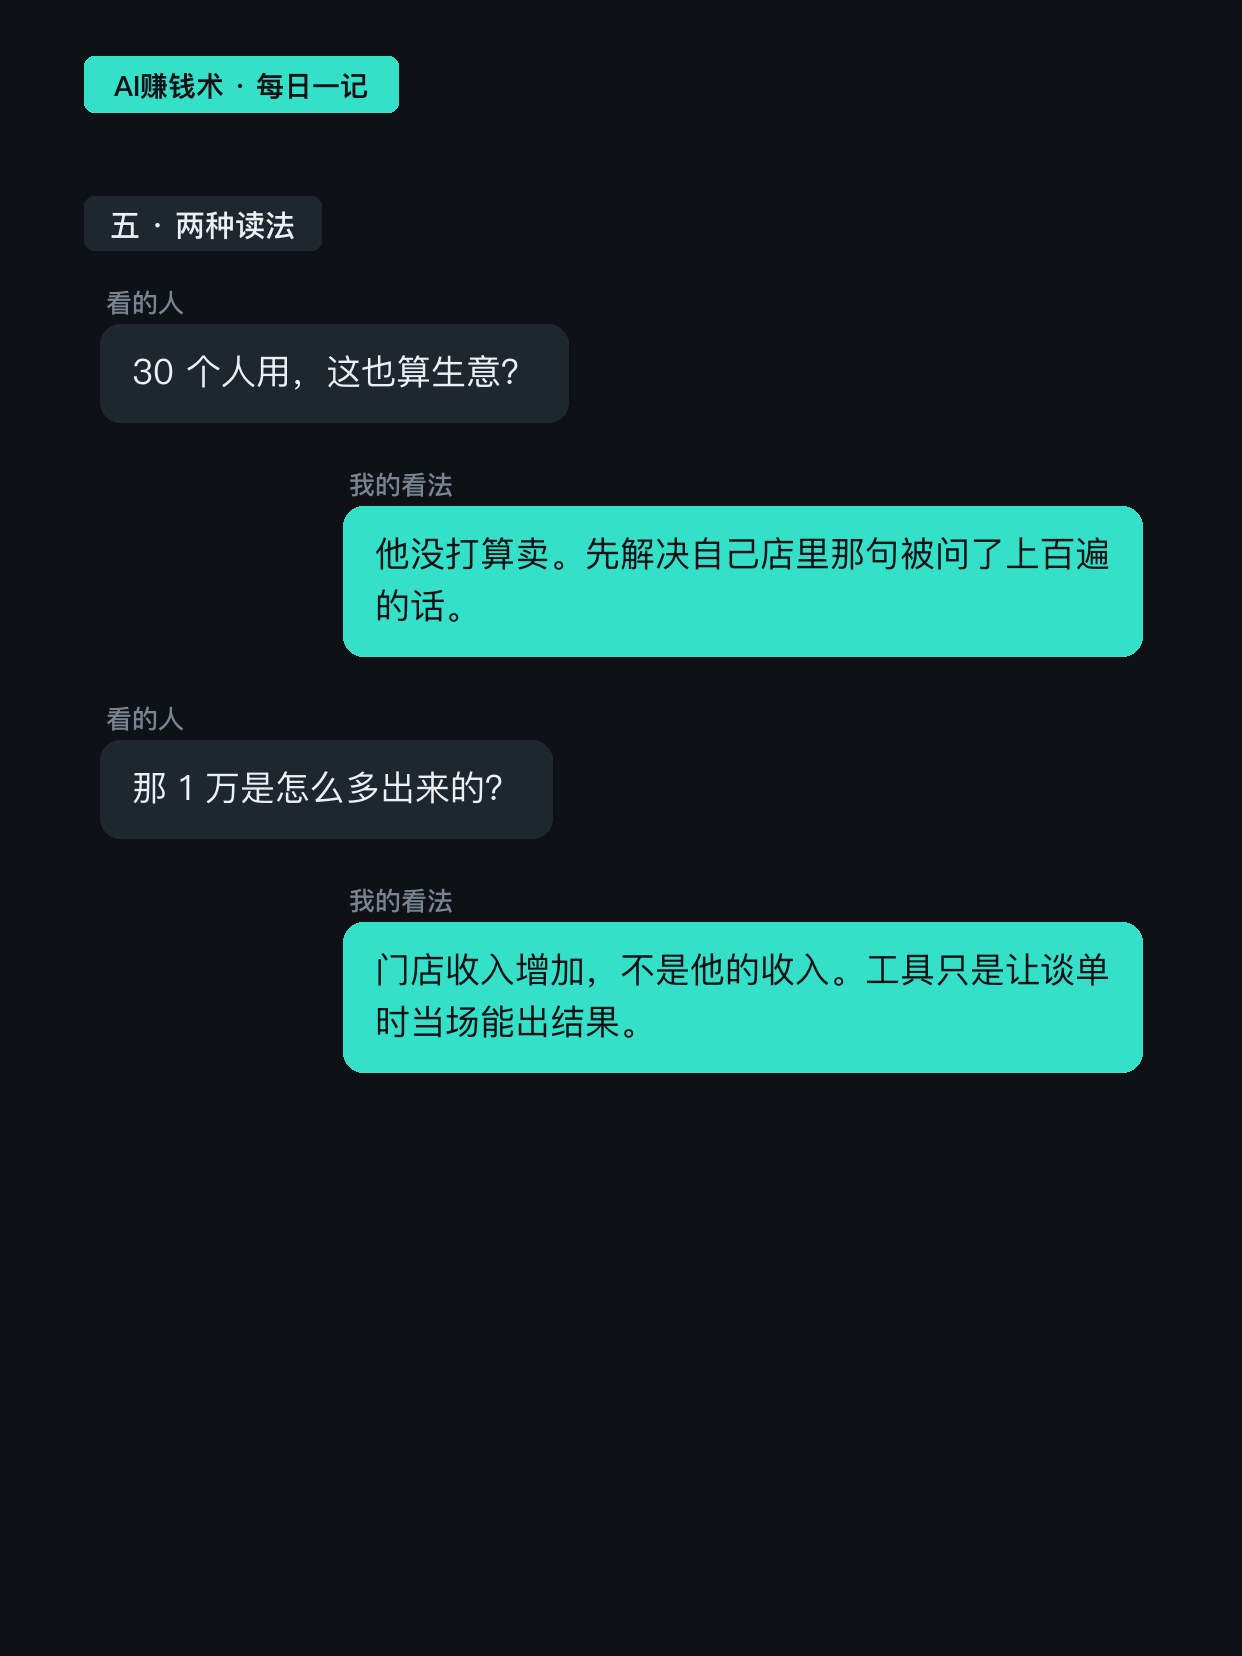 AI赚钱术 · 每日一记
五 · 两种读法
看的人
30 个人用，这也算生意？
我的看法
他没打算卖。先解决自己店里那句被问了上百遍
的话。
看的人
那 1 万是怎么多出来的？
我的看法
门店收入增加，不是他的收入。工具只是让谈单
时当场能出结果。